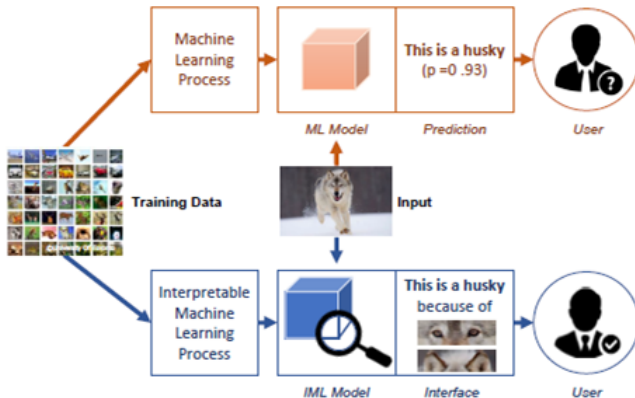 Machine
Learning
Process
This is a husky
(p =0 .93)
?
ML Model
Prediction
User
Training Data
Input
Interpretable
Machine
Learning
Process
This is a husky
because of
IML Model
Interface
User